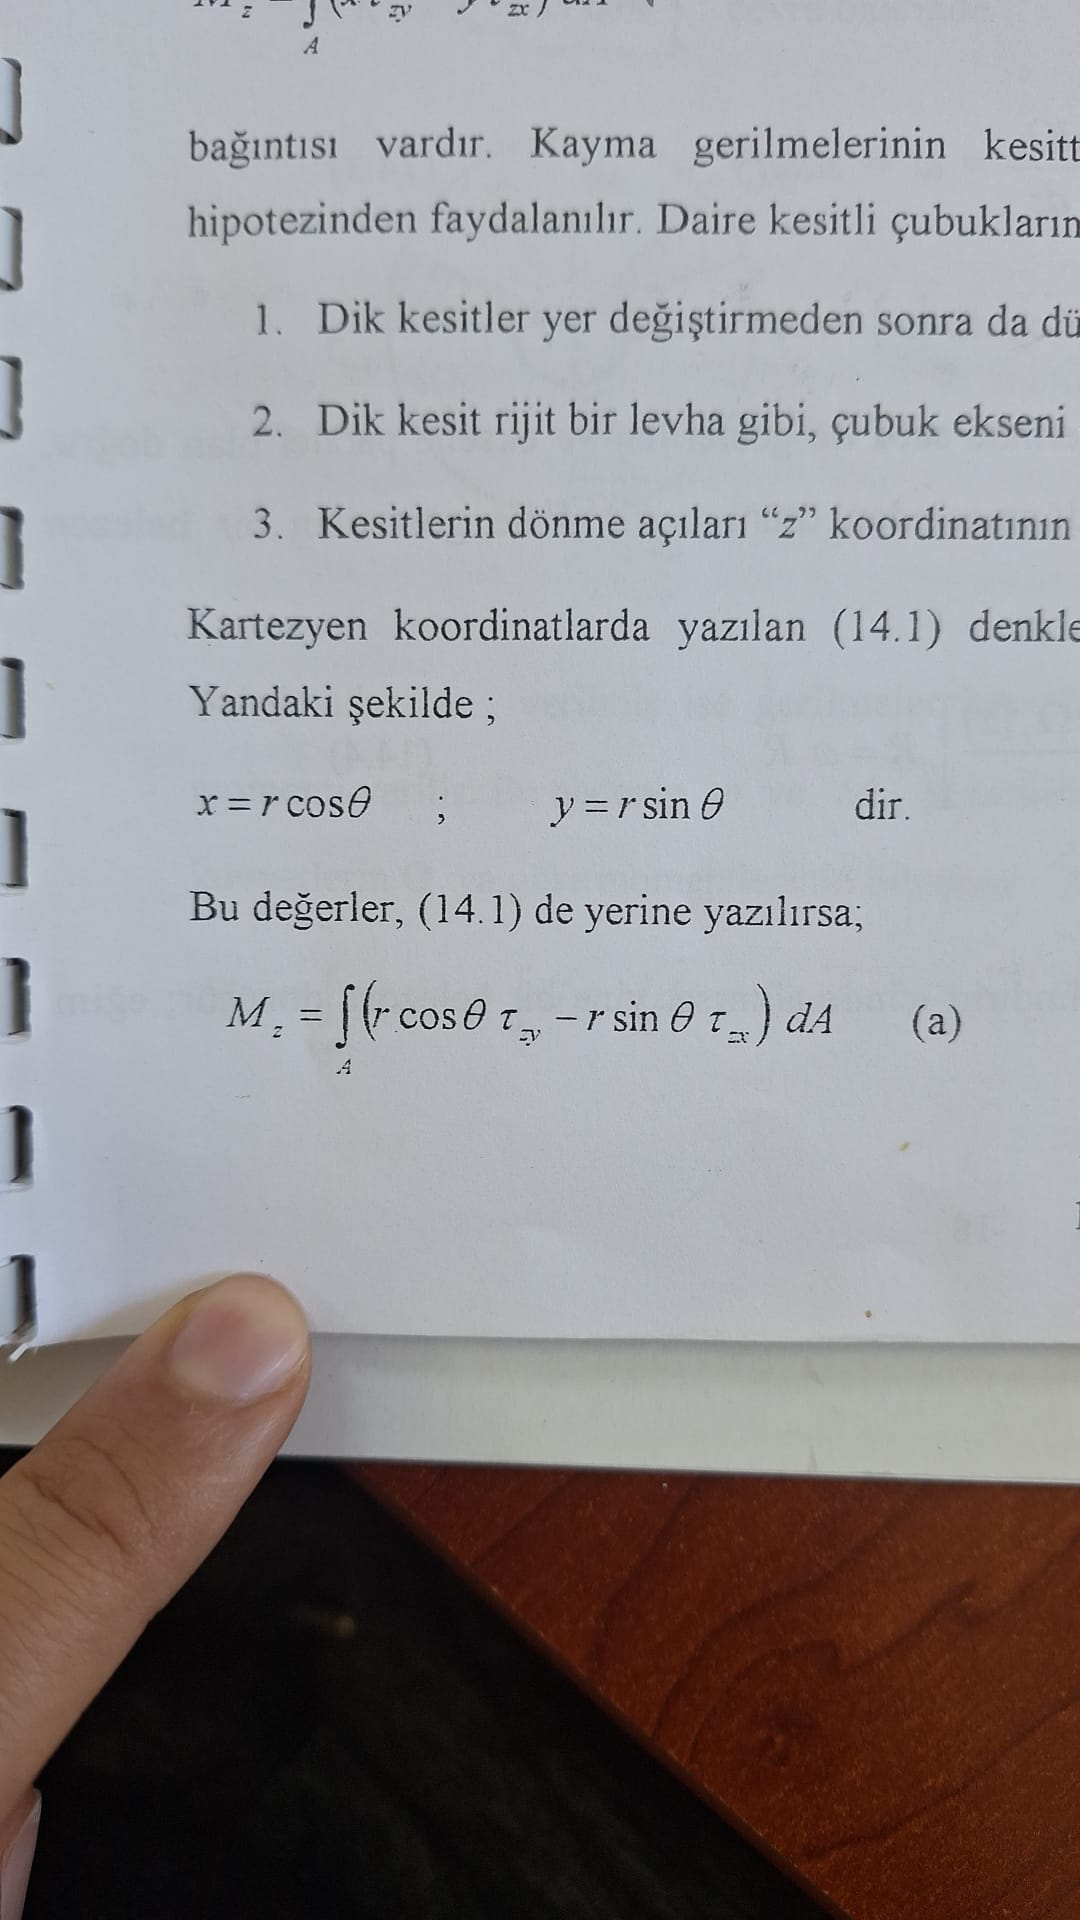 A
bağıntısı vardır. Kayma gerilmelerinin kesitt
hipotezinden faydalanılır. Daire kesitli çubukların
1. Dik kesitler yer değiştirmeden sonra da dü
2. Dik kesit rijit bir levha gibi, çubuk ekseni
3. Kesitlerin dönme açıları “z” koordinatının
Kartezyen koordinatlarda yazılan (14.1) denkle
Yandaki şekilde ;
x = r cosθ ; y = r sin θ dir.
Bu değerler, (14.1) de yerine yazılırsa;
M_z = ∫_A (r cosθ τ_zy − r sin θ τ_zx) dA (a)